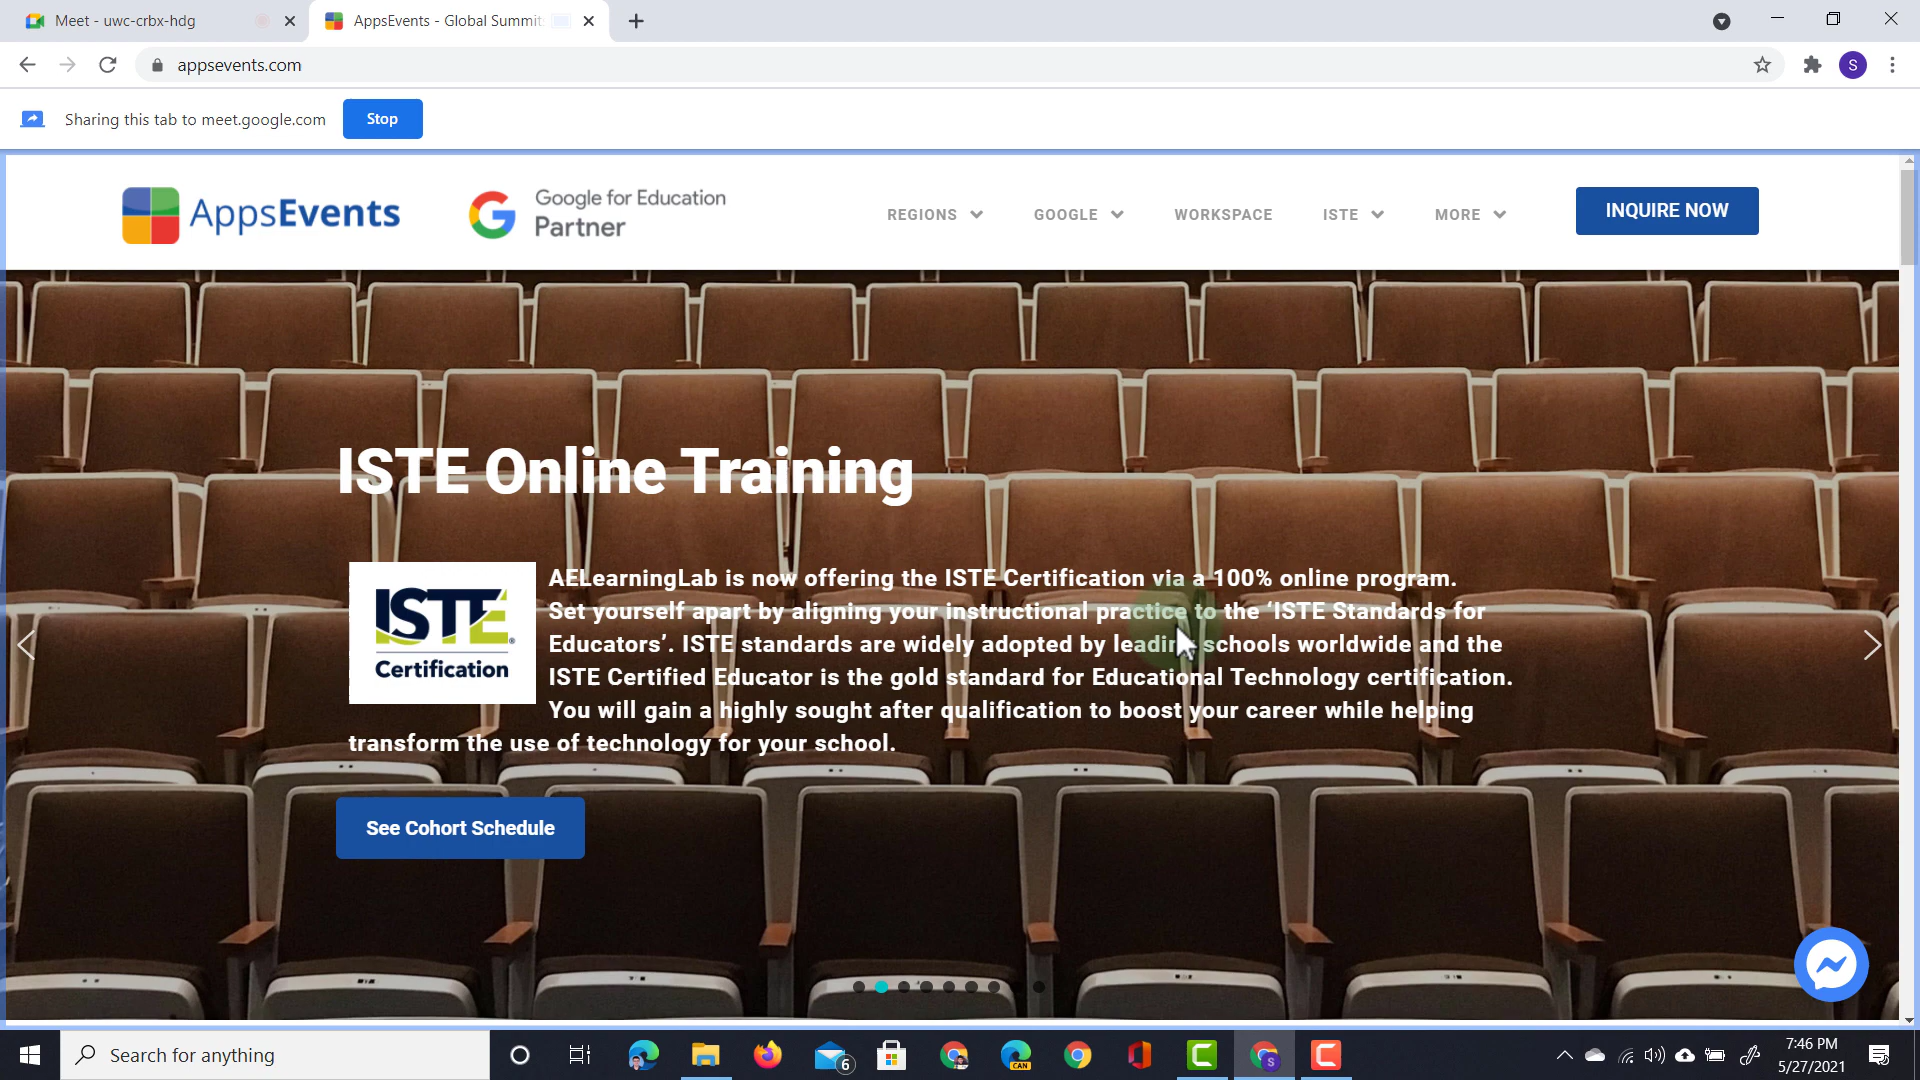 Meet - uwc-crbx-hdg
AppsEvents - Global Summit
appsevents.com
S
Sharing this tab to meet.google.com
Stop
AppsEvents
Google for Education
Partner
REGIONS
GOOGLE
WORKSPACE
ISTE
MORE
INQUIRE NOW
ISTE Online Training
ISTE®
Certification
AELearningLab is now offering the ISTE Certification via a 100% online program.
Set yourself apart by aligning your instructional practice to the ‘ISTE Standards for
Educators’. ISTE standards are widely adopted by leading schools worldwide and the
ISTE Certified Educator is the gold standard for Educational Technology certification.
You will gain a highly sought after qualification to boost your career while helping
transform the use of technology for your school.
See Cohort Schedule
Search for anything
6
CAN
S
7:46 PM
5/27/2021